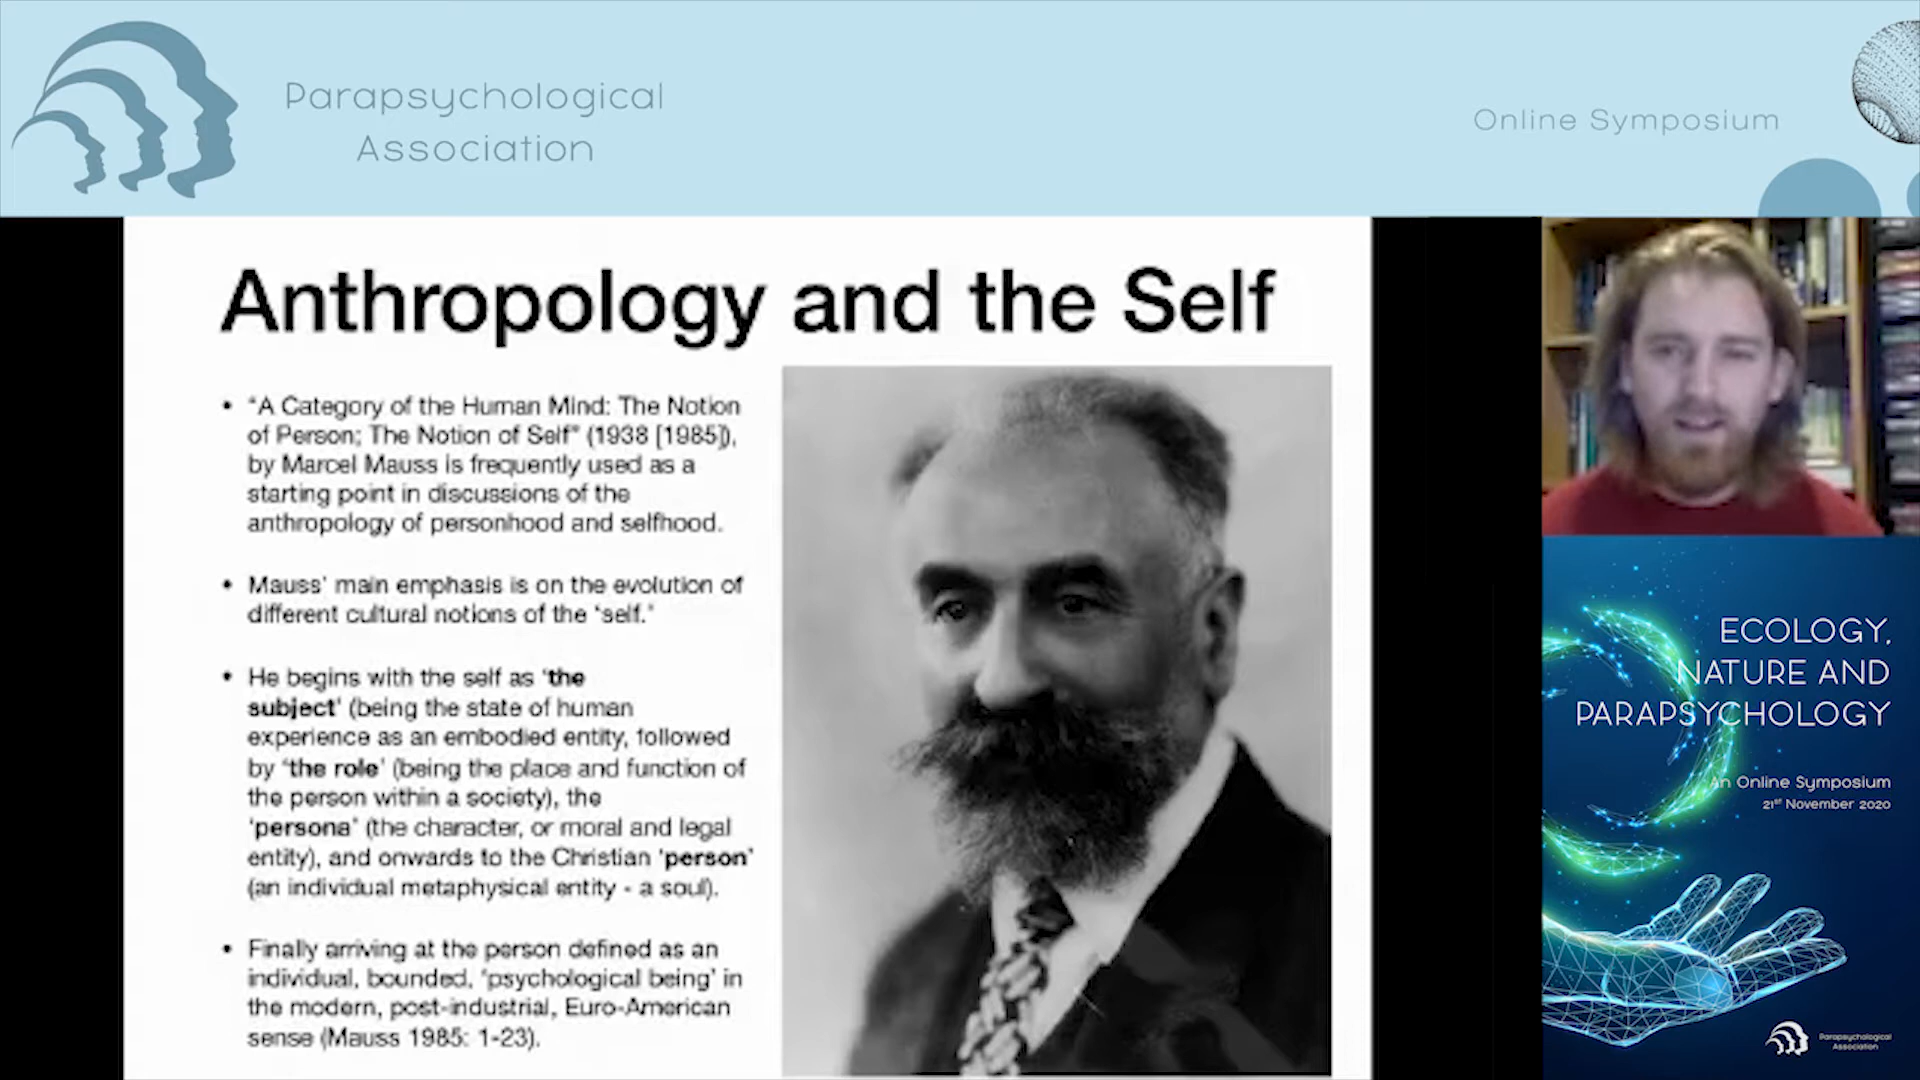 Parapsychological
Association
Online Symposium
Anthropology and the Self
• "A Category of the Human Mind: The Notion
of Person; The Notion of Self" (1938 [1985]),
by Marcel Mauss is frequently used as a
starting point in discussions of the
anthropology of personhood and selfhood.
• Mauss' main emphasis is on the evolution of
different cultural notions of the 'self.'
• He begins with the self as 'the
subject' (being the state of human
experience as an embodied entity, followed
by 'the role' (being the place and function of
the person within a society), the
'persona' (the character, or moral and legal
entity), and onwards to the Christian 'person'
(an individual metaphysical entity - a soul).
• Finally arriving at the person defined as an
individual, bounded, 'psychological being' in
the modern, post-industrial, Euro-American
sense (Mauss 1985: 1-23).
ECOLOGY,
NATURE AND
PARAPSYCHOLOGY
An Online Symposium
21st November 2020
Parapsychological
Association